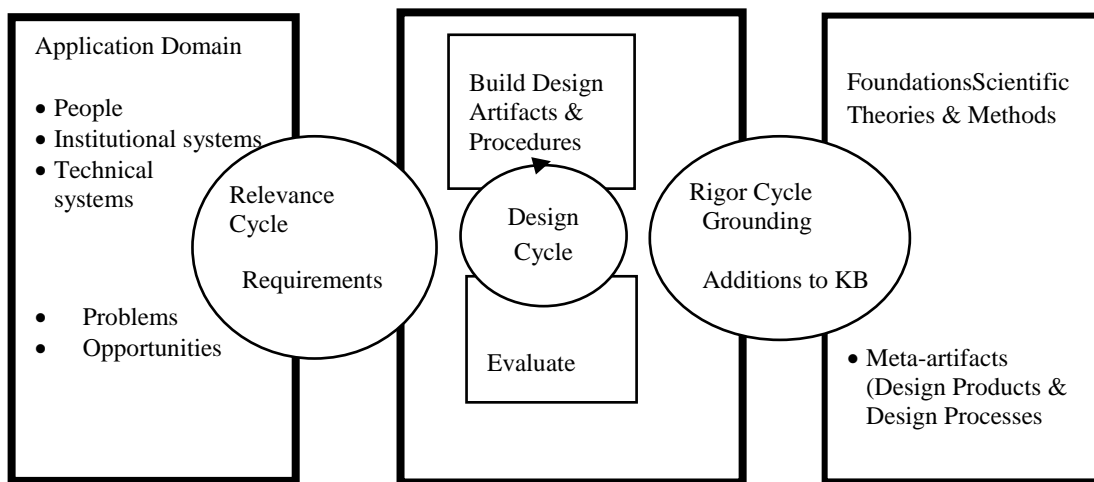 Application Domain
• People
• Institutional systems
• Technical
systems
• Problems
• Opportunities
Relevance
Cycle
Requirements
Build Design
Artifacts &
Procedures
Design
Cycle
Evaluate
Rigor Cycle
Grounding
Additions to KB
FoundationsScientific
Theories & Methods
• Meta-artifacts
(Design Products &
Design Processes